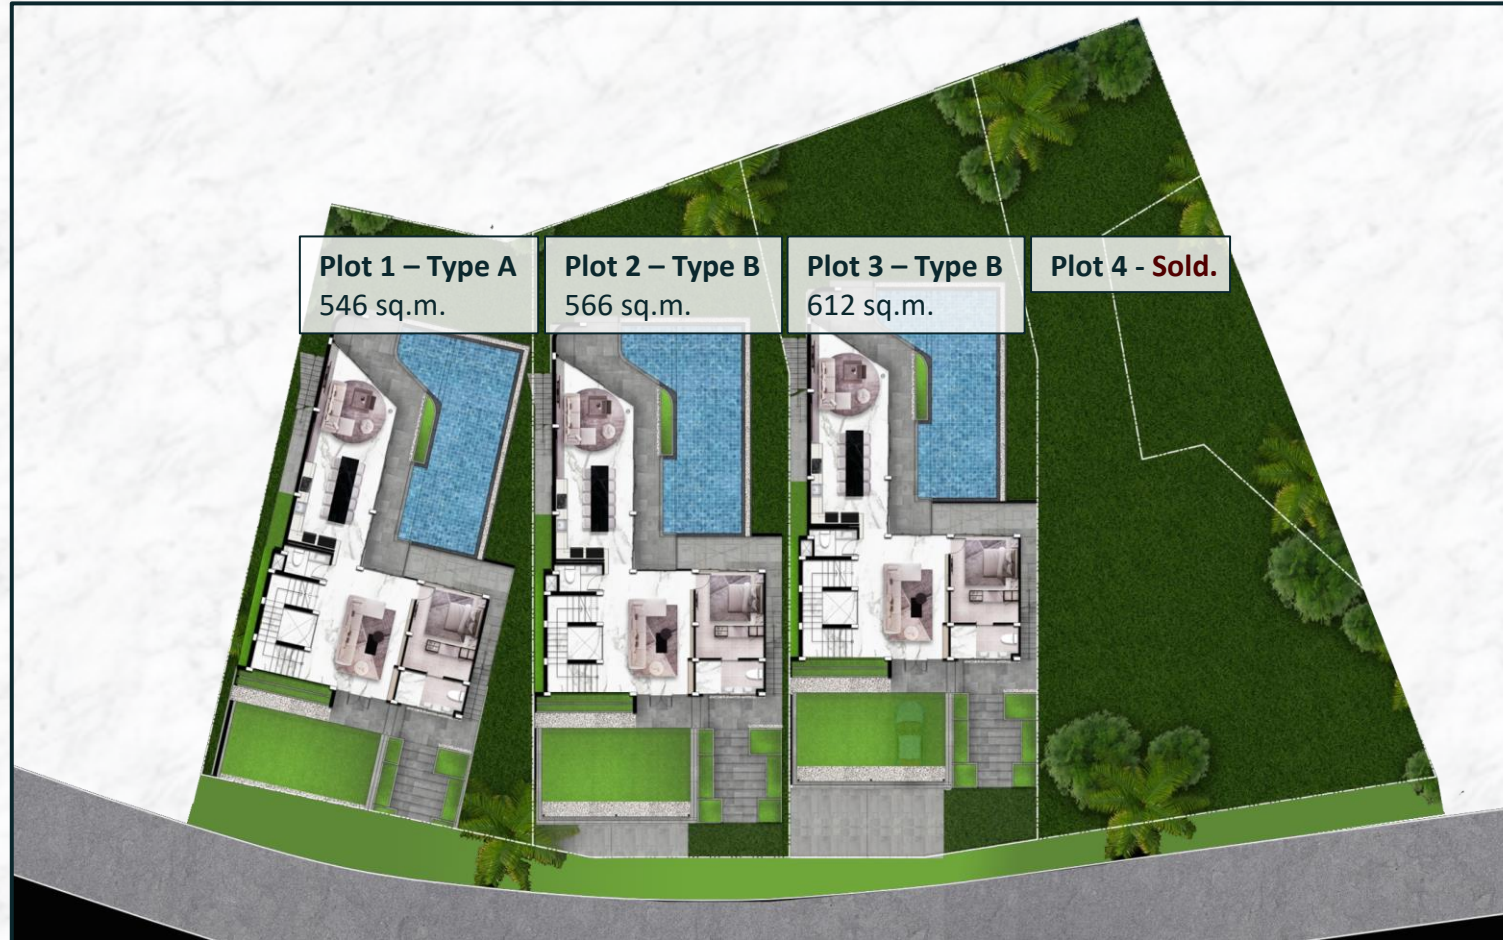 Plot 1 – Type A
546 sq.m.
Plot 2 – Type B
566 sq.m.
Plot 3 – Type B
612 sq.m.
Plot 4 - Sold.